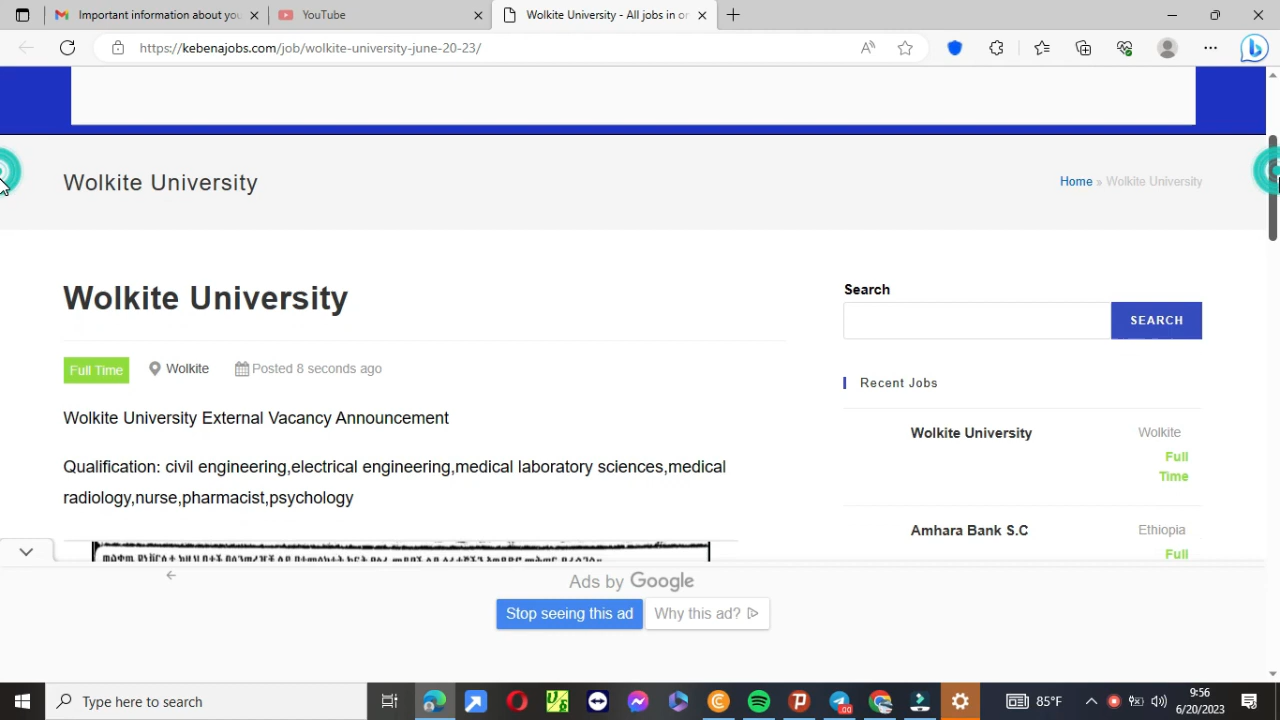 Important information about you
YouTube
Wolkite University - All jobs in or
https://kebenajobs.com/job/wolkite-university-june-20-23/
Wolkite University
Home » Wolkite University
Wolkite University
Search
SEARCH
Full Time
Wolkite
Posted 8 seconds ago
Recent Jobs
Wolkite University External Vacancy Announcement
Wolkite University
Wolkite
Full
Time
Qualification: civil engineering,electrical engineering,medical laboratory sciences,medical
radiology,nurse,pharmacist,psychology
Amhara Bank S.C
Ethiopia
Full
Ads by Google
Stop seeing this ad
Why this ad?
Type here to search
85°F
9:56
6/20/2023